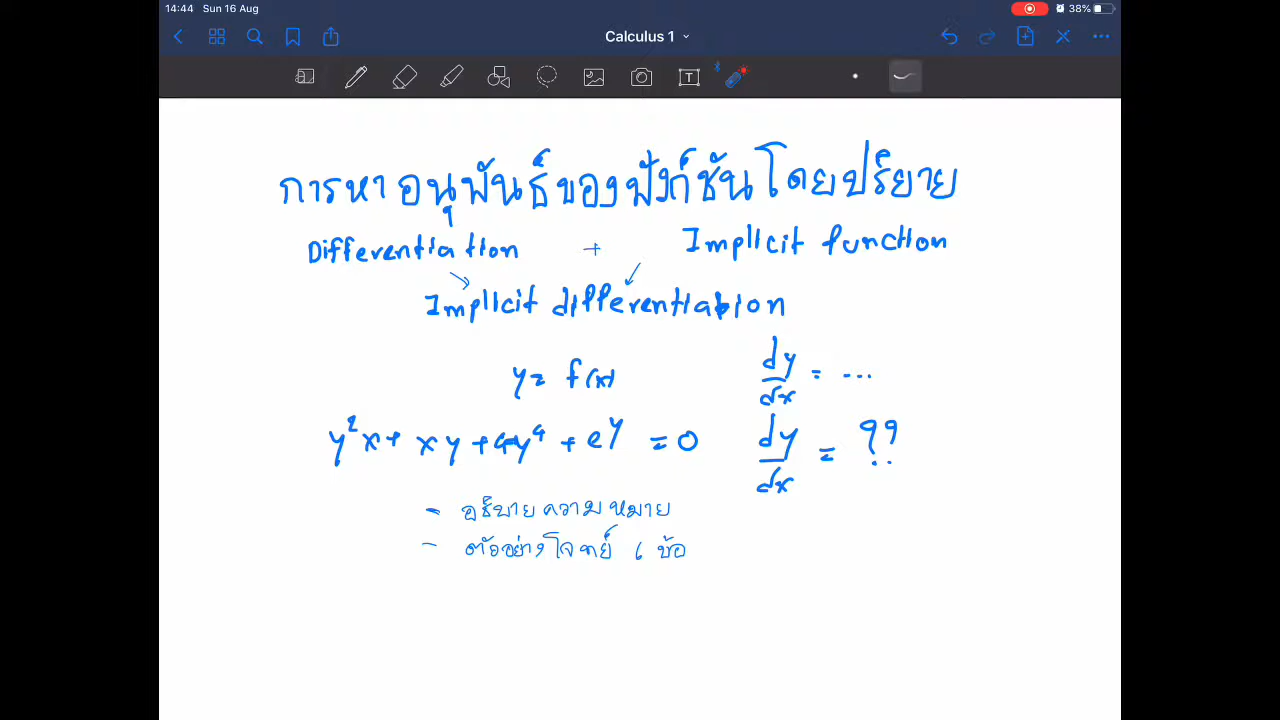 14:44 Sun 16 Aug 38%
Calculus 1
T
การหาอนุพันธ์ของฟังก์ชันโดยปริยาย
Differentiation + Implicit function
Implicit differentiation
y = f(x) dy/dx = ...
y²x + xy + 4y⁴ + e^y = 0 dy/dx = ??
- อธิบายความหมาย
- ตัวอย่างโจทย์ 6 ข้อ